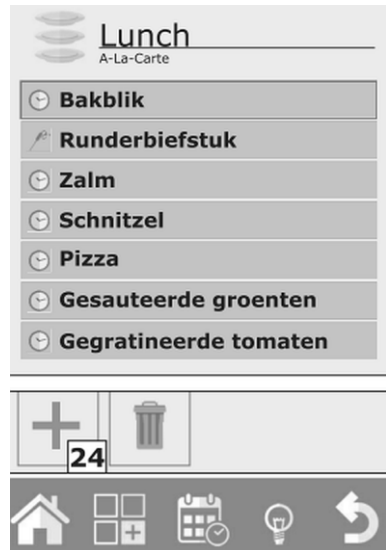 Lunch
A-La-Carte
Bakblik
Runderbiefstuk
Zalm
Schnitzel
Pizza
Gesauteerde groenten
Gegratineerde tomaten
24